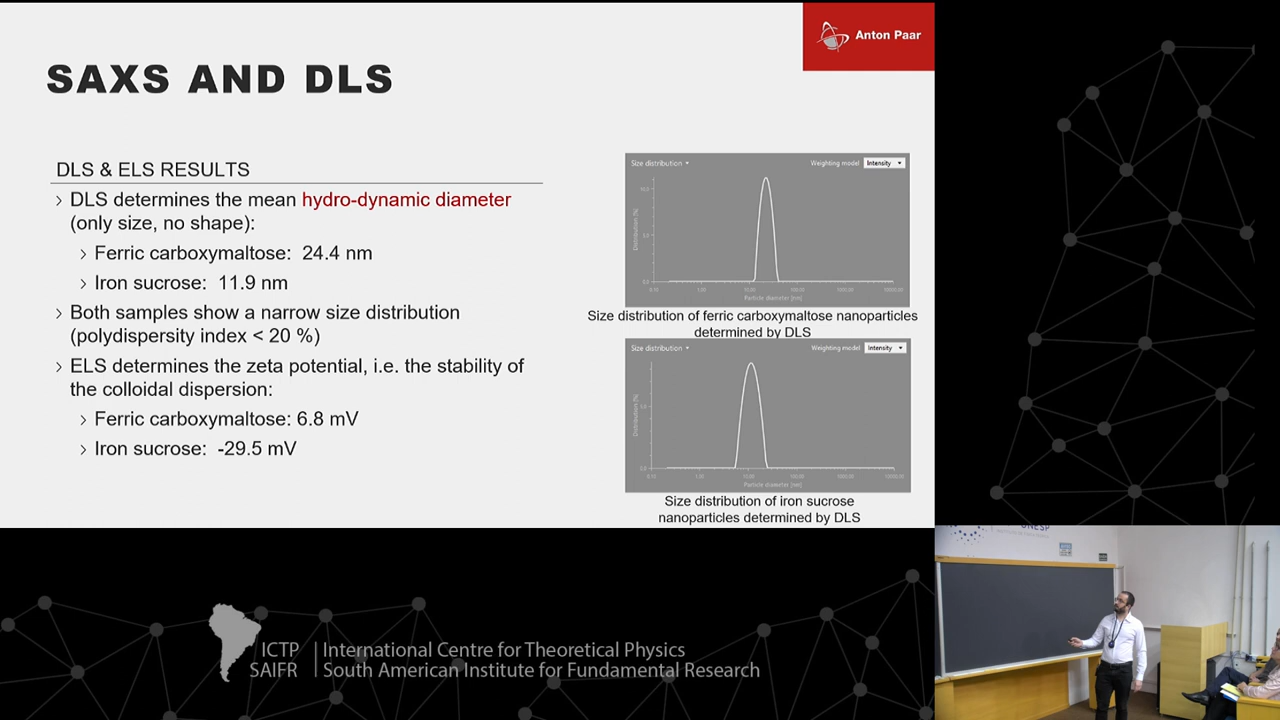 Anton Paar
SAXS AND DLS
DLS & ELS RESULTS
› DLS determines the mean hydro-dynamic diameter
(only size, no shape):
› Ferric carboxymaltose: 24.4 nm
› Iron sucrose: 11.9 nm
› Both samples show a narrow size distribution
(polydispersity index < 20 %)
› ELS determines the zeta potential, i.e. the stability of
the colloidal dispersion:
› Ferric carboxymaltose: 6.8 mV
› Iron sucrose: -29.5 mV
Size distribution
Weighting model Intensity
Distribution [%]
Particle diameter [nm]
Size distribution of ferric carboxymaltose nanoparticles
determined by DLS
Size distribution
Weighting model Intensity
Distribution [%]
Particle diameter [nm]
Size distribution of iron sucrose
nanoparticles determined by DLS
UNESP
ICTP
SAIFR
International Centre for Theoretical Physics
South American Institute for Fundamental Research